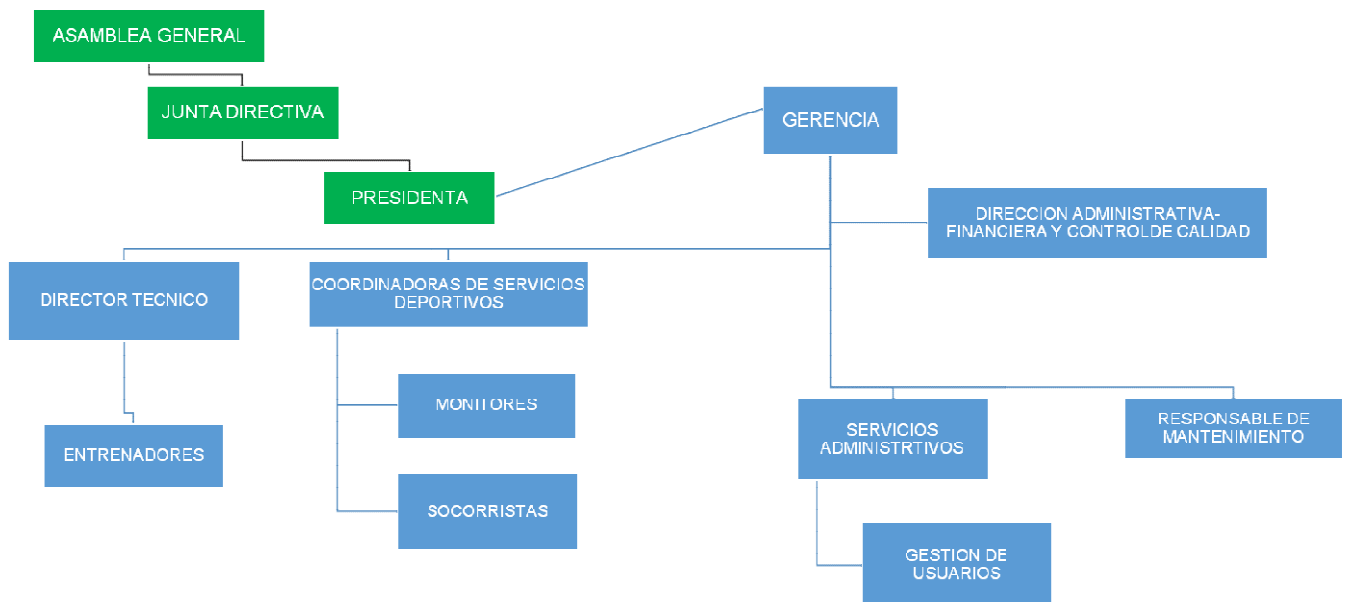 ASAMBLEA GENERAL
JUNTA DIRECTIVA
PRESIDENTA
GERENCIA
DIRECCION ADMINISTRATIVA-
FINANCIERA Y CONTROLDE CALIDAD
DIRECTOR TECNICO
COORDINADORAS DE SERVICIOS
DEPORTIVOS
ENTRENADORES
MONITORES
SOCORRISTAS
SERVICIOS
ADMINISTRTIVOS
RESPONSABLE DE
MANTENIMIENTO
GESTION DE
USUARIOS